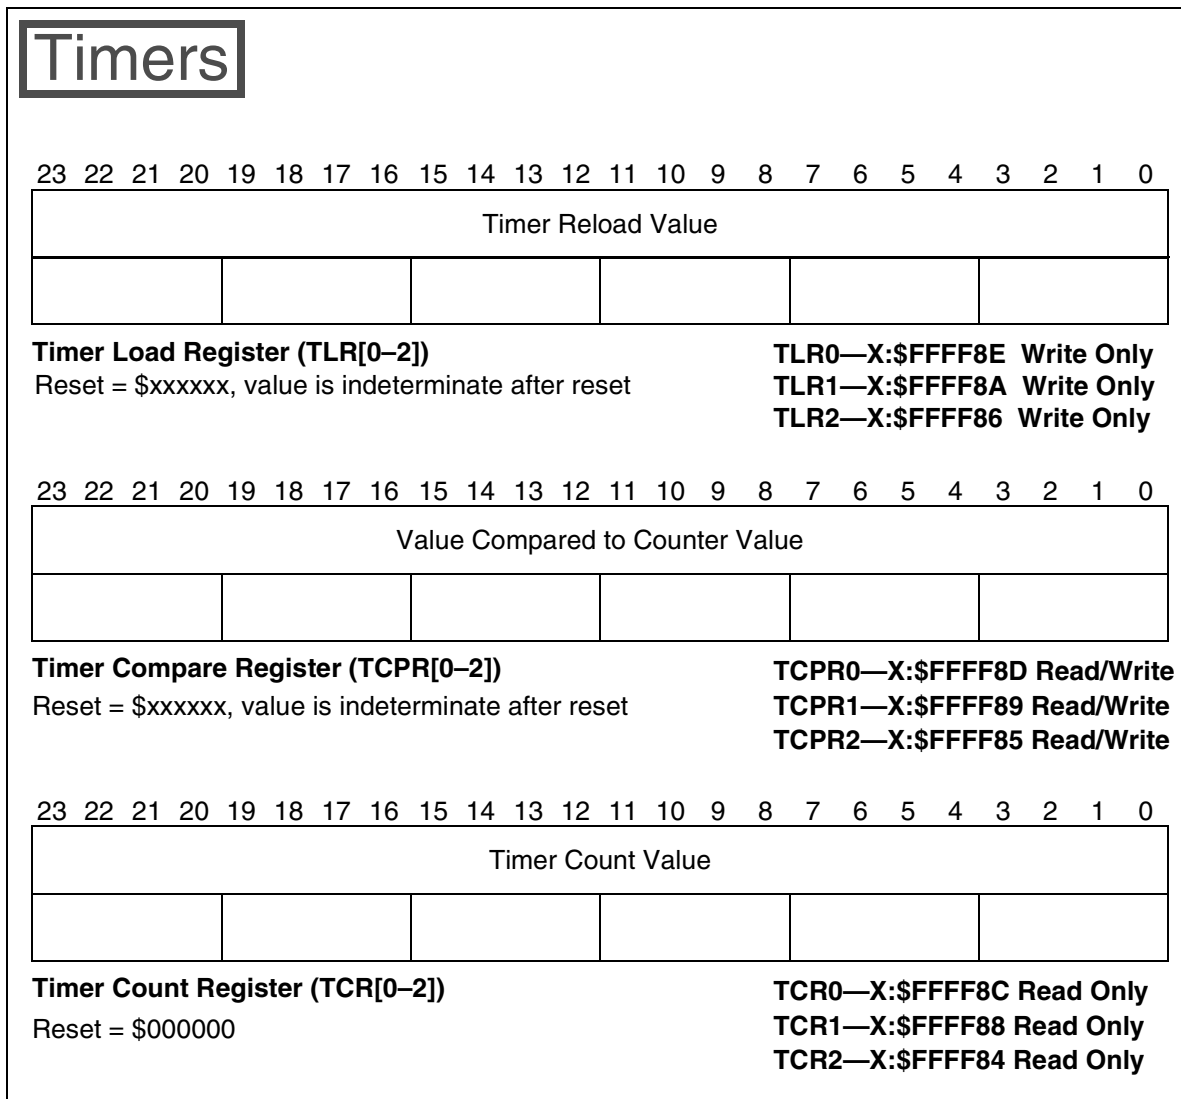 Timers
23 22 21 20 19 18 17 16 15 14 13 12 11 10 9 8 7 6 5 4 3 2 1 0
Timer Reload Value
Timer Load Register (TLR[0–2])
Reset = $xxxxxx, value is indeterminate after reset
TLR0—X:$FFFF8E Write Only
TLR1—X:$FFFF8A Write Only
TLR2—X:$FFFF86 Write Only
23 22 21 20 19 18 17 16 15 14 13 12 11 10 9 8 7 6 5 4 3 2 1 0
Value Compared to Counter Value
Timer Compare Register (TCPR[0–2])
Reset = $xxxxxx, value is indeterminate after reset
TCPR0—X:$FFFF8D Read/Write
TCPR1—X:$FFFF89 Read/Write
TCPR2—X:$FFFF85 Read/Write
23 22 21 20 19 18 17 16 15 14 13 12 11 10 9 8 7 6 5 4 3 2 1 0
Timer Count Value
Timer Count Register (TCR[0–2])
Reset = $000000
TCR0—X:$FFFF8C Read Only
TCR1—X:$FFFF88 Read Only
TCR2—X:$FFFF84 Read Only